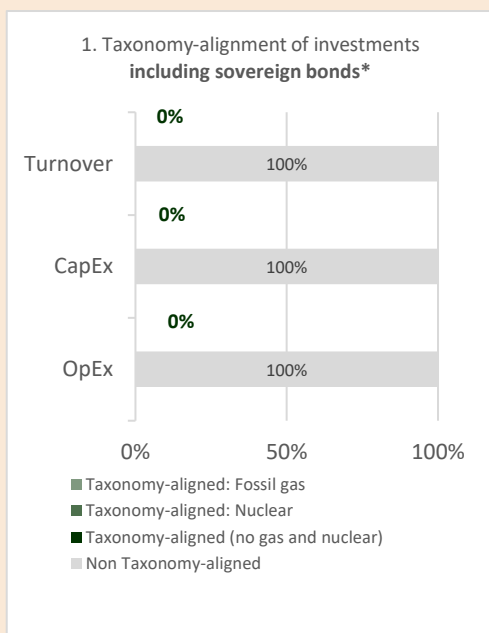 1. Taxonomy-alignment of investments
including sovereign bonds*
0%
Turnover
100%
0%
CapEx
100%
0%
OpEx
100%
0% 50% 100%
Taxonomy-aligned: Fossil gas
Taxonomy-aligned: Nuclear
Taxonomy-aligned (no gas and nuclear)
Non Taxonomy-aligned